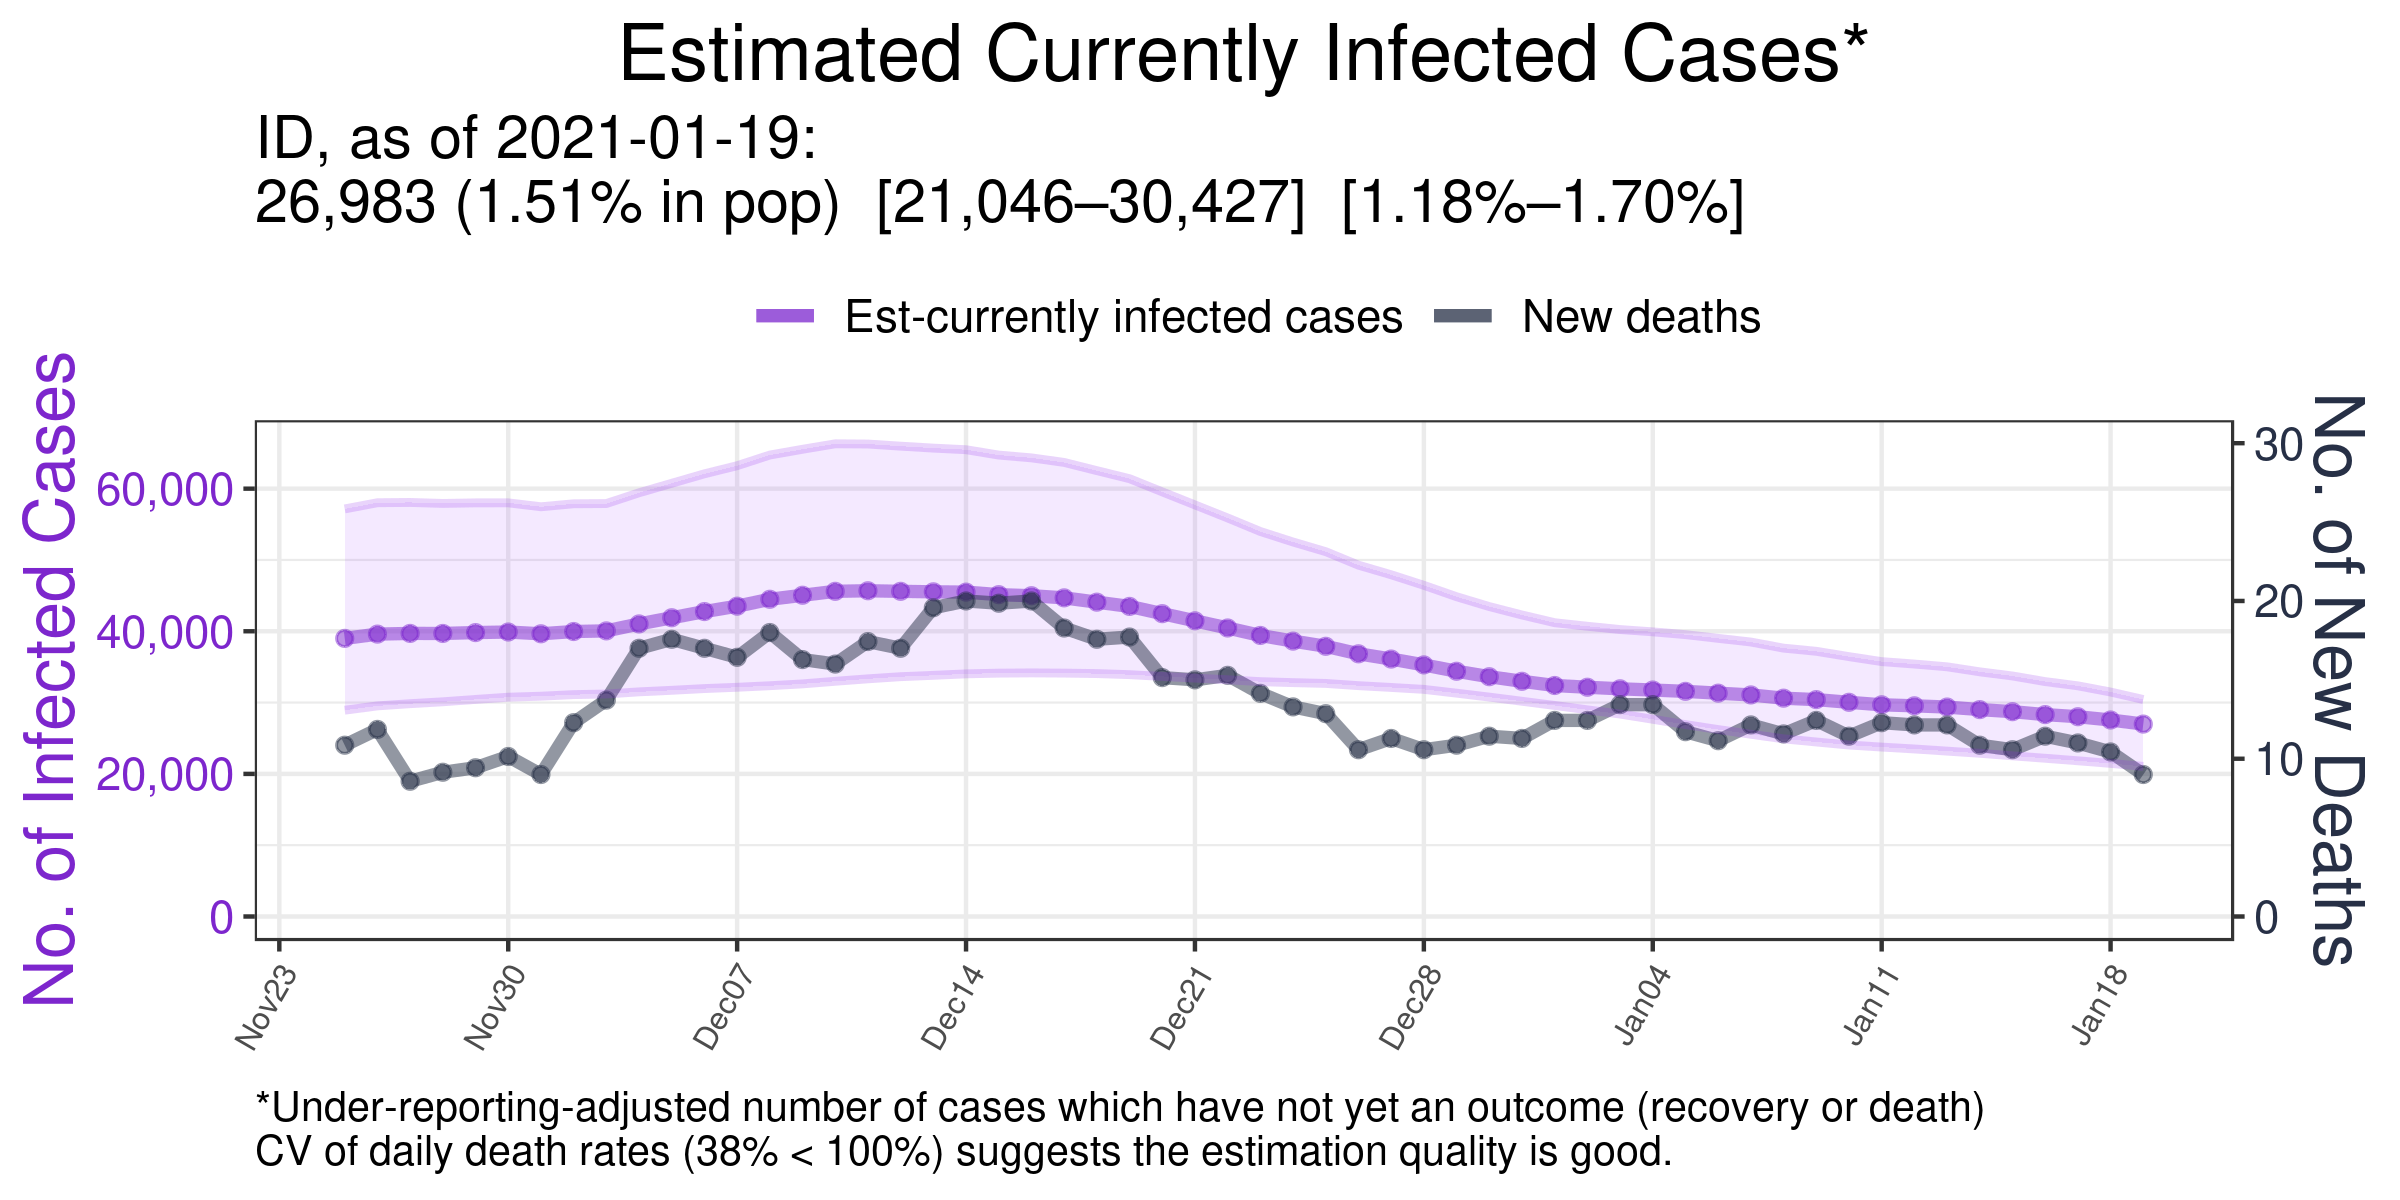 Estimated Currently Infected Cases*
ID, as of 2021-01-19:
26,983 (1.51% in pop)  [21,046–30,427]  [1.18%–1.70%]
Est-currently infected cases
New deaths
No. of Infected Cases
60,000
40,000
20,000
0
30
20
10
0
No. of New Deaths
Nov23
Nov30
Dec07
Dec14
Dec21
Dec28
Jan04
Jan11
Jan18
*Under-reporting-adjusted number of cases which have not yet an outcome (recovery or death)
CV of daily death rates (38% < 100%) suggests the estimation quality is good.